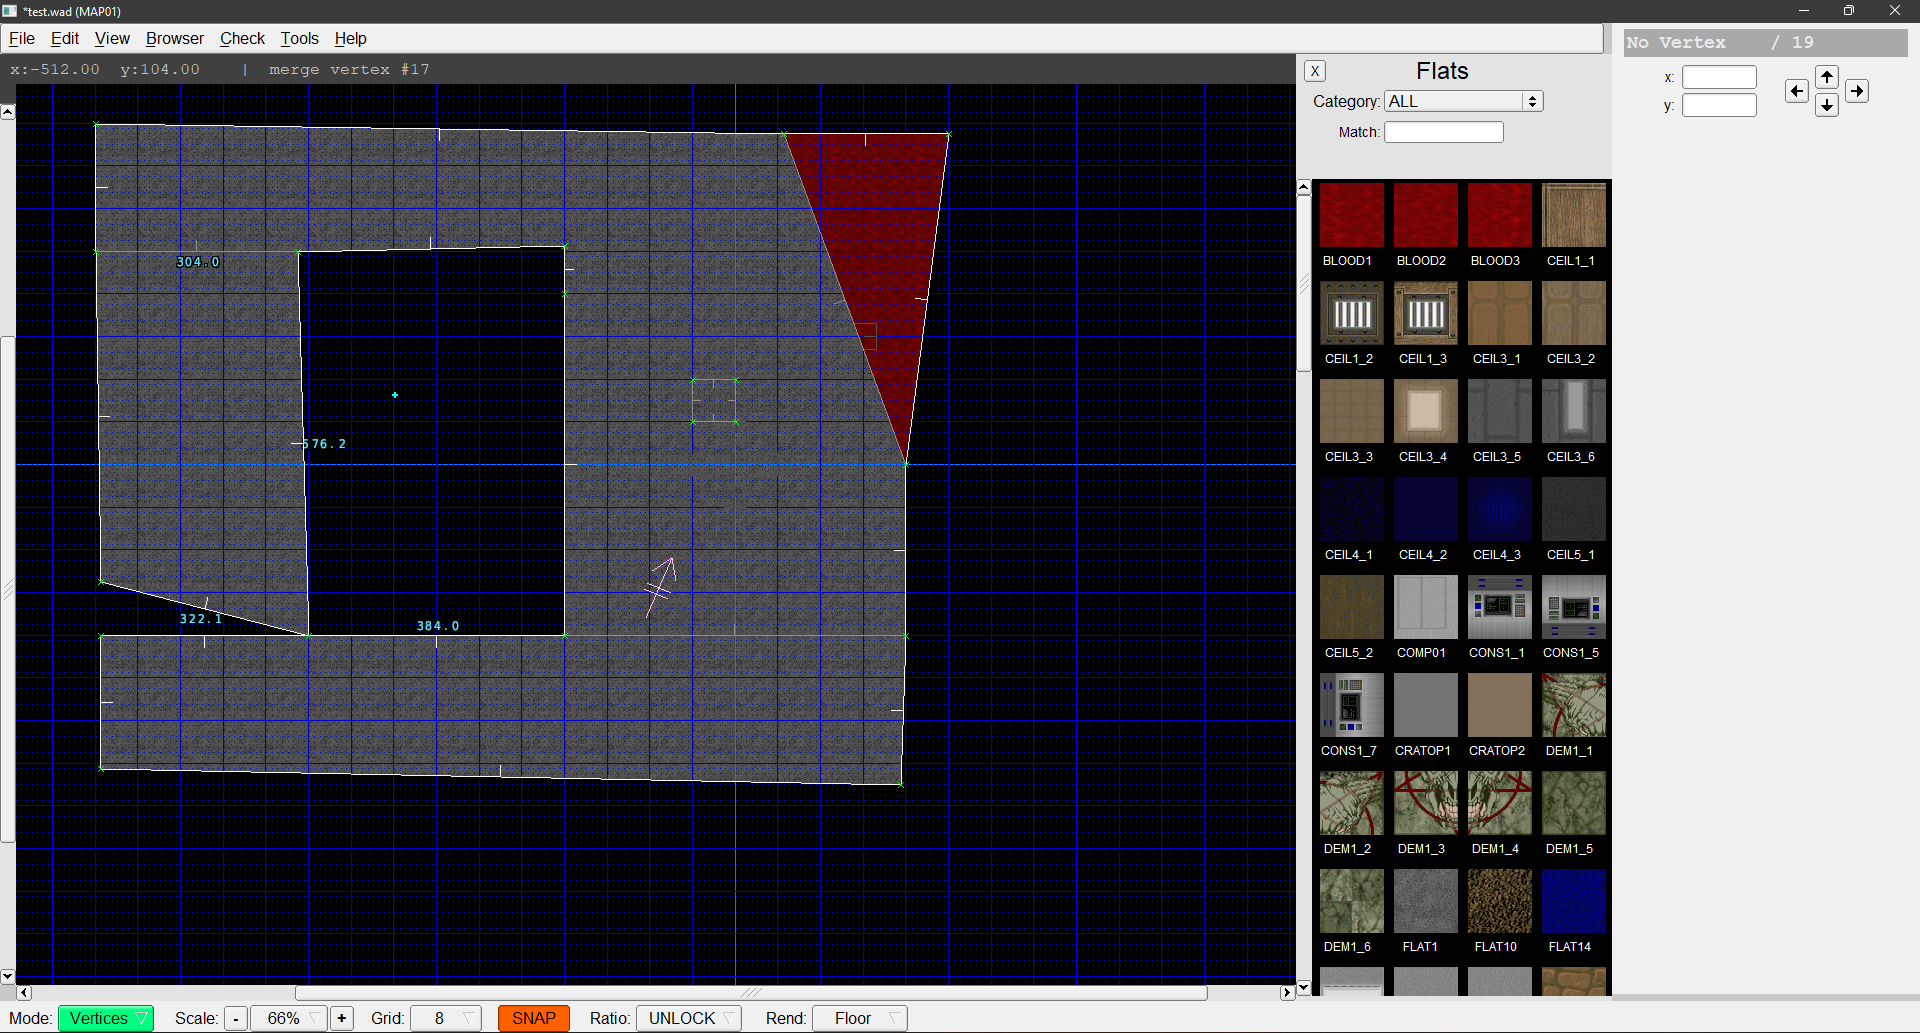 *test.wad (MAP01)
File Edit View Browser Check Tools Help
x:-512.00 y:104.00 | merge vertex #17
304.0
576.2
322.1
384.0
X Flats
Category: ALL
Match:
BLOOD1 BLOOD2 BLOOD3 CEIL1_1
CEIL1_2 CEIL1_3 CEIL3_1 CEIL3_2
CEIL3_3 CEIL3_4 CEIL3_5 CEIL3_6
CEIL4_1 CEIL4_2 CEIL4_3 CEIL5_1
CEIL5_2 COMP01 CONS1_1 CONS1_5
CONS1_7 CRATOP1 CRATOP2 DEM1_1
DEM1_2 DEM1_3 DEM1_4 DEM1_5
DEM1_6 FLAT1 FLAT10 FLAT14
No Vertex / 19
x:
y:
Mode: Vertices Scale: - 66% + Grid: 8 SNAP Ratio: UNLOCK Rend: Floor